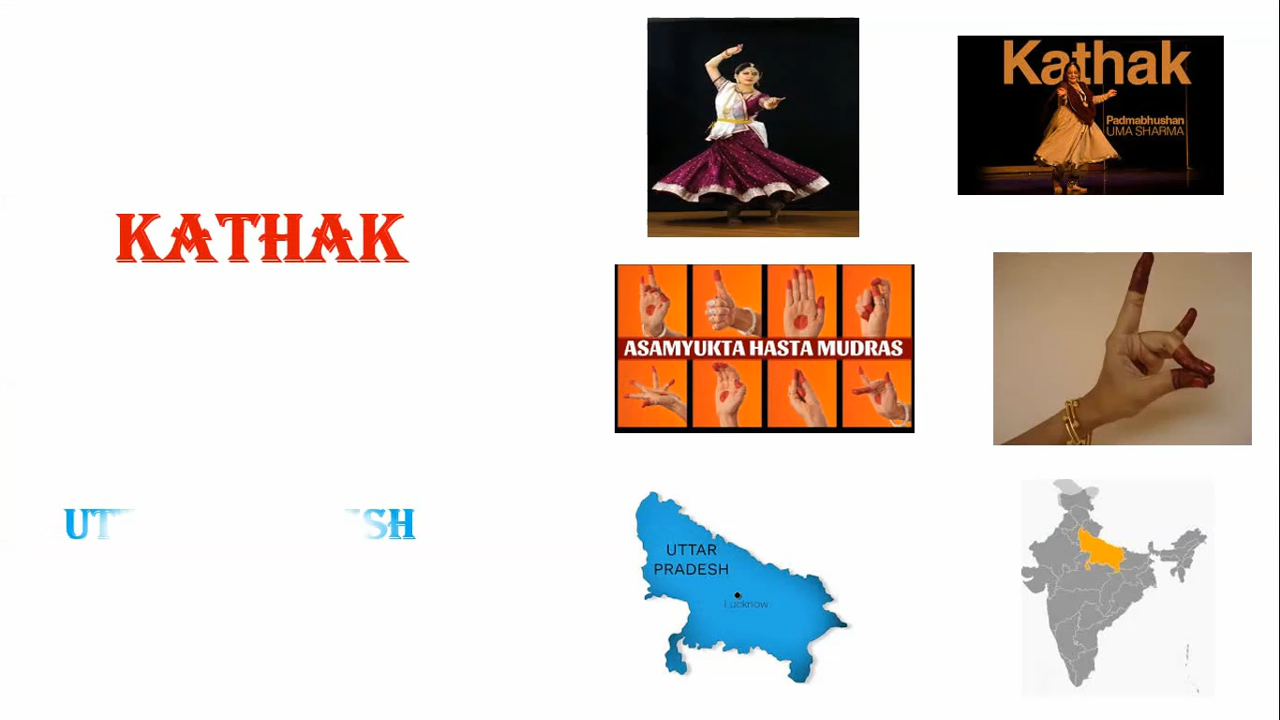 Kathak
Padmabhushan
UMA SHARMA
KATHAK
ASAMYUKTA HASTA MUDRAS
UTTAR
PRADESH
Lucknow